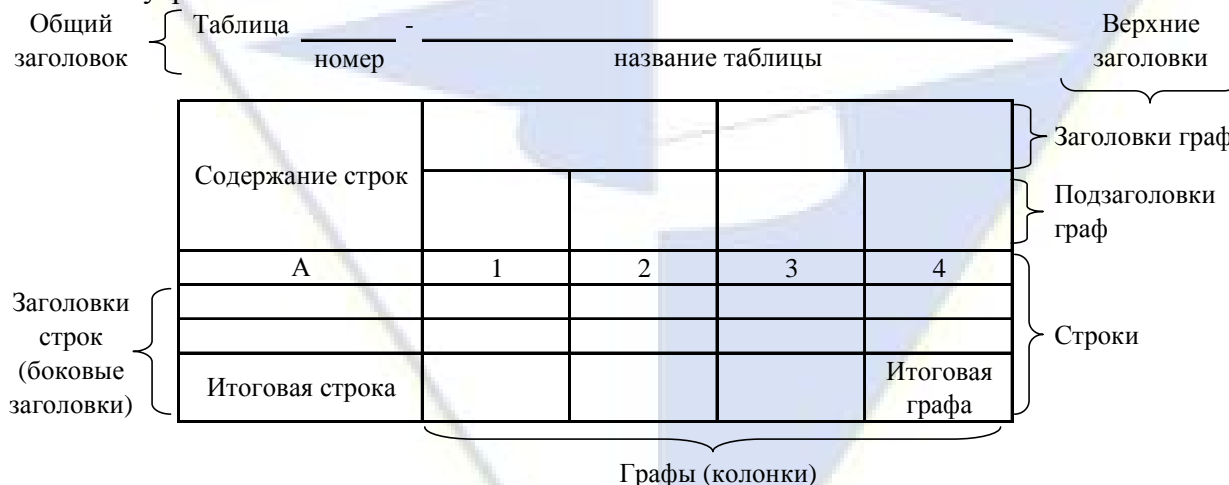 Общий
заголовок
Таблица -
номер
название таблицы
Верхние
заголовки
Содержание строк
Заголовки граф
Подзаголовки
граф
А 1 2 3 4
Заголовки
строк
(боковые
заголовки)
Строки
Итоговая строка
Итоговая
графа
Графы (колонки)